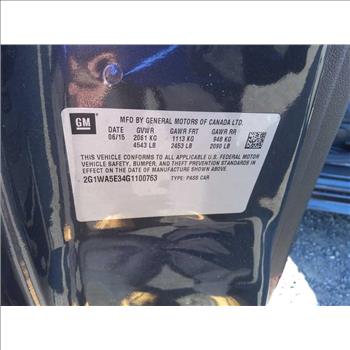 GM
MFD BY GENERAL MOTORS OF CANADA LTD.
DATE GVWR GAWR FRT GAWR RR
06/15 2061 KG 1113 KG 948 KG
4543 LB 2453 LB 2090 LB
THIS VEHICLE CONFORMS TO ALL APPLICABLE U.S. FEDERAL MOTOR
VEHICLE SAFETY, BUMPER, AND THEFT PREVENTION STANDARDS IN
EFFECT ON THE DATE OF MANUFACTURE SHOWN ABOVE.
2G1WA5E34G1100763 TYPE: PASS CAR